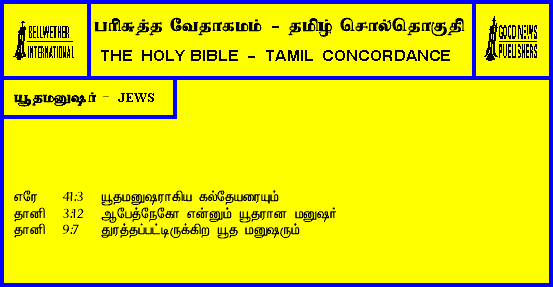 BELLWETHER
INTERNATIONAL
பரிசுத்த வேதாகமம் - தமிழ் சொல்தொகுதி
THE HOLY BIBLE - TAMIL CONCORDANCE
GOOD NEWS
PUBLISHERS
யூதமனுஷர் - JEWS
எரே 41:3 யூதமனுஷராகிய கல்தேயரையும்
தானி 3:12 ஆபேத்நேகோ என்னும் யூதரான மனுஷர்
தானி 9:7 துரத்தப்பட்டிருக்கிற யூத மனுஷரும்